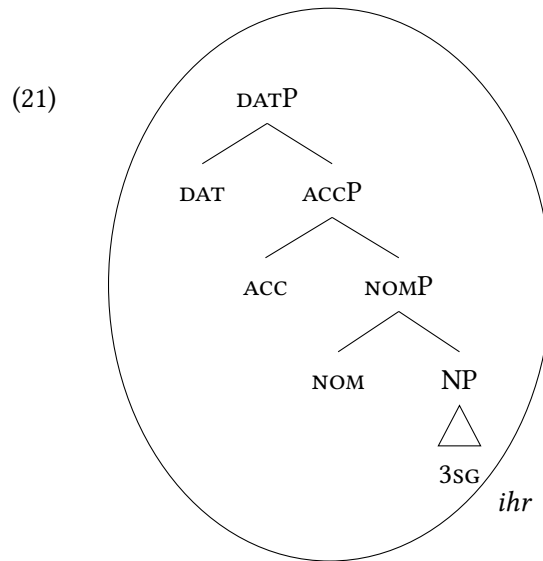 (21)
DATP
DAT ACCP
ACC NOMP
NOM NP
3SG
ihr